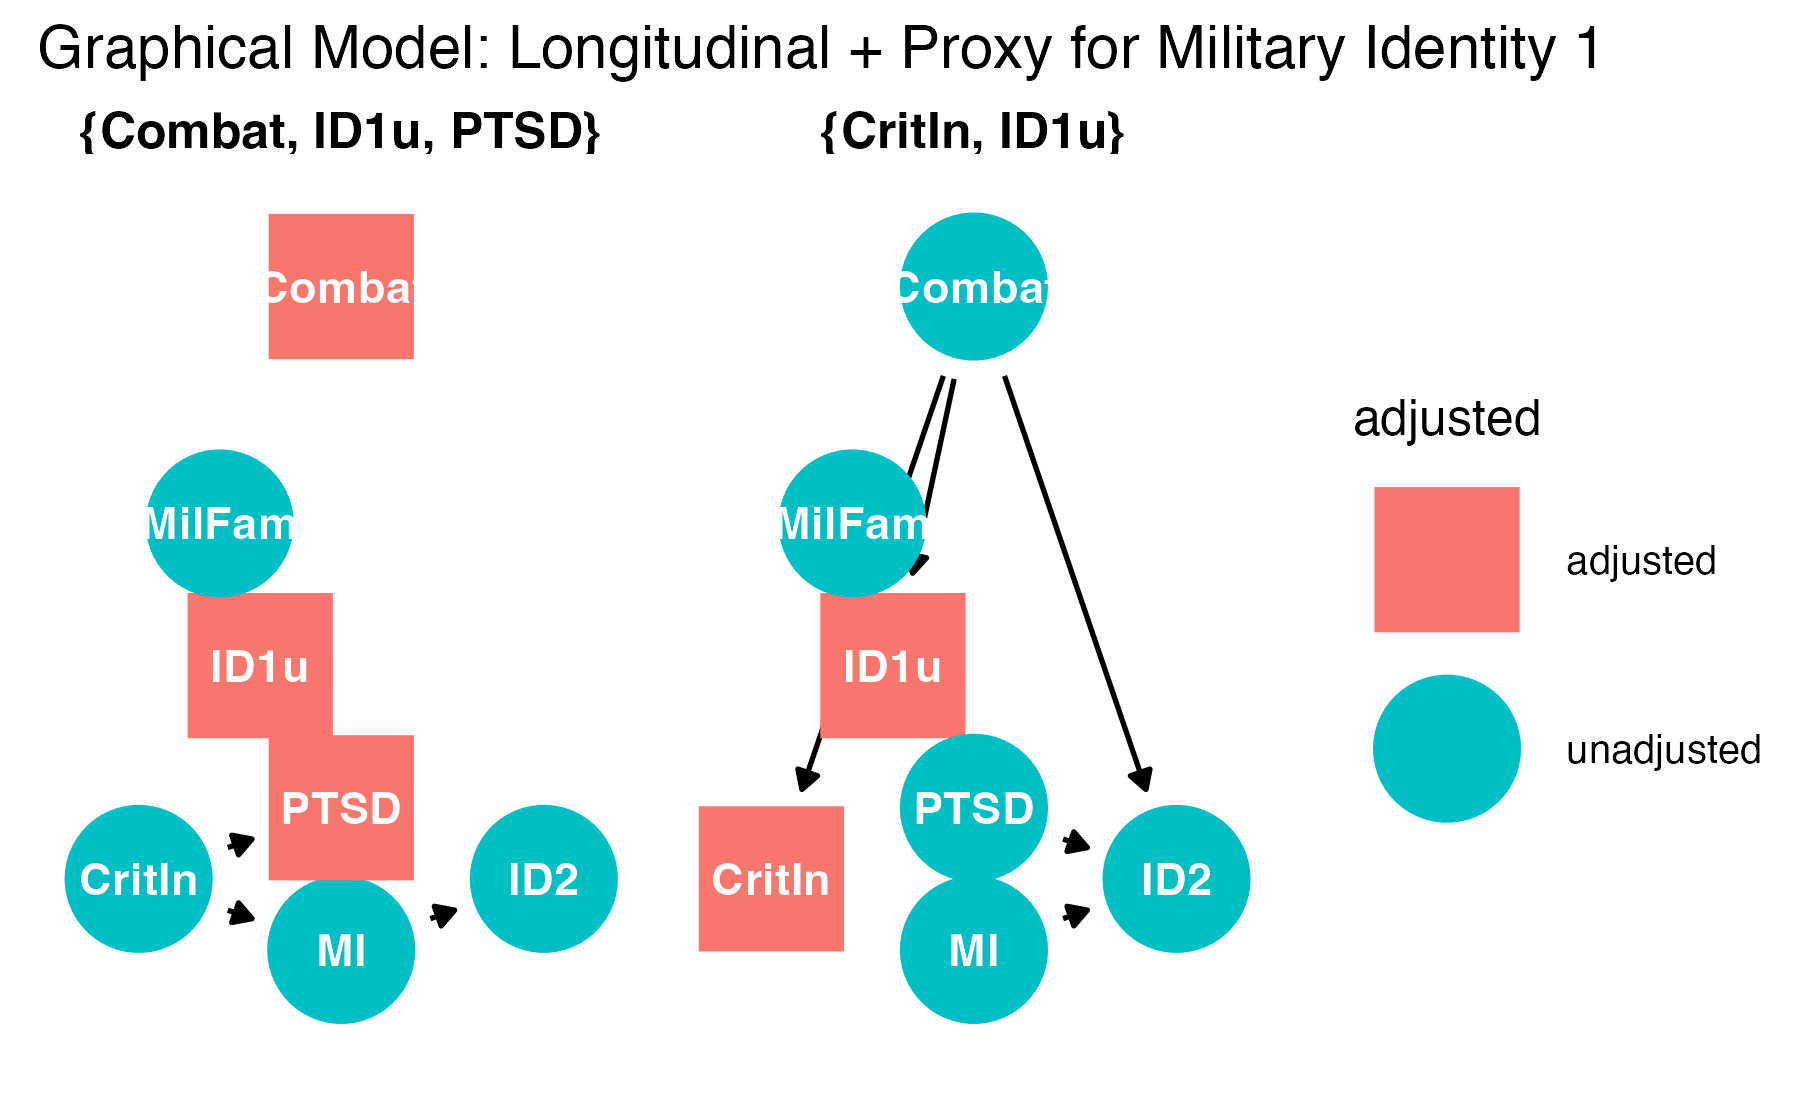 Graphical Model: Longitudinal + Proxy for Military Identity 1
{Combat, ID1u, PTSD}
{CritIn, ID1u}
Combat
MilFam
ID1u
PTSD
CritIn
ID2
MI
Combat
MilFam
ID1u
PTSD
CritIn
ID2
MI
adjusted
adjusted
unadjusted